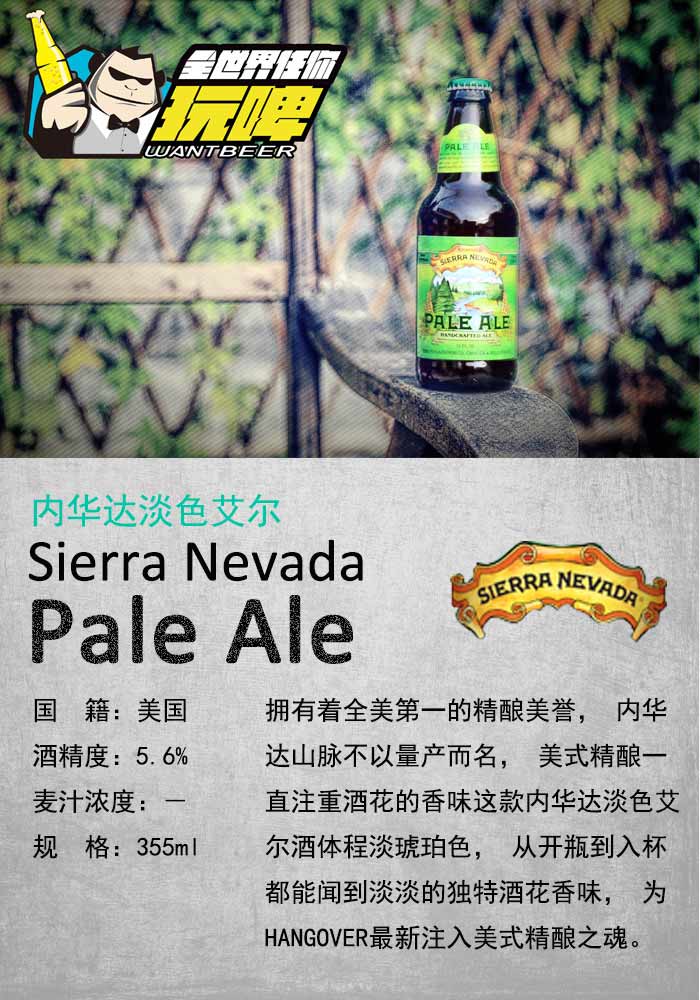 全世界任你
玩啤
WANTBEER
PALE ALE
SIERRA NEVADA
PALE ALE
HANDCRAFTED ALE
内华达淡色艾尔
Sierra Nevada
Pale Ale
SIERRA NEVADA
国 籍：美国
酒精度：5.6%
麦汁浓度：—
规 格：355ml
拥有着全美第一的精酿美誉， 内华
达山脉不以量产而名， 美式精酿一
直注重酒花的香味这款内华达淡色艾
尔酒体程淡琥珀色， 从开瓶到入杯
都能闻到淡淡的独特酒花香味， 为
HANGOVER最新注入美式精酿之魂。